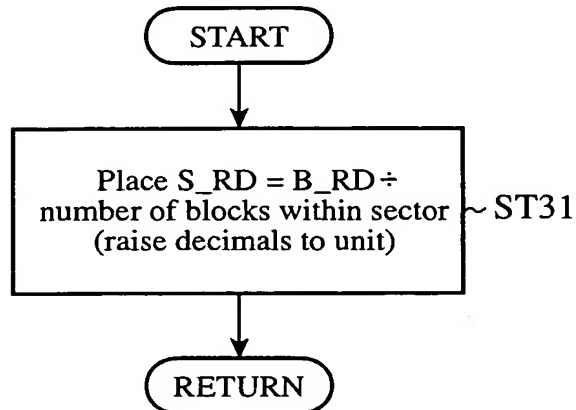 START
Place S_RD = B_RD ÷
number of blocks within sector
(raise decimals to unit)
~ ST31
RETURN